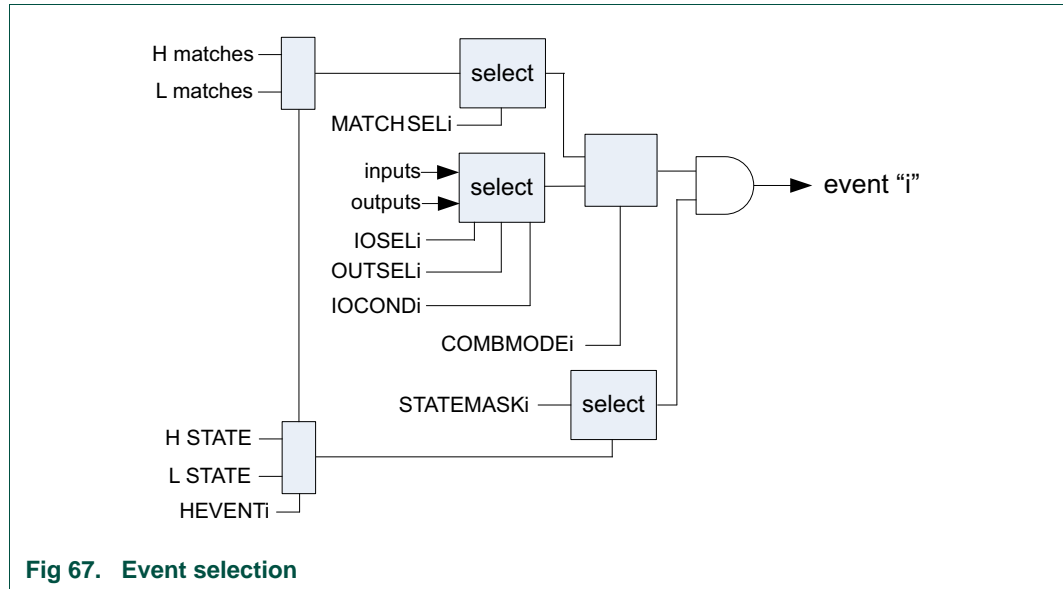 H matches
L matches
select
MATCHSELi
inputs
outputs
select
IOSELi
OUTSELi
IOCONDi
event “i”
COMBMODEi
STATEMASKi
select
H STATE
L STATE
HEVENTi
Fig 67. Event selection